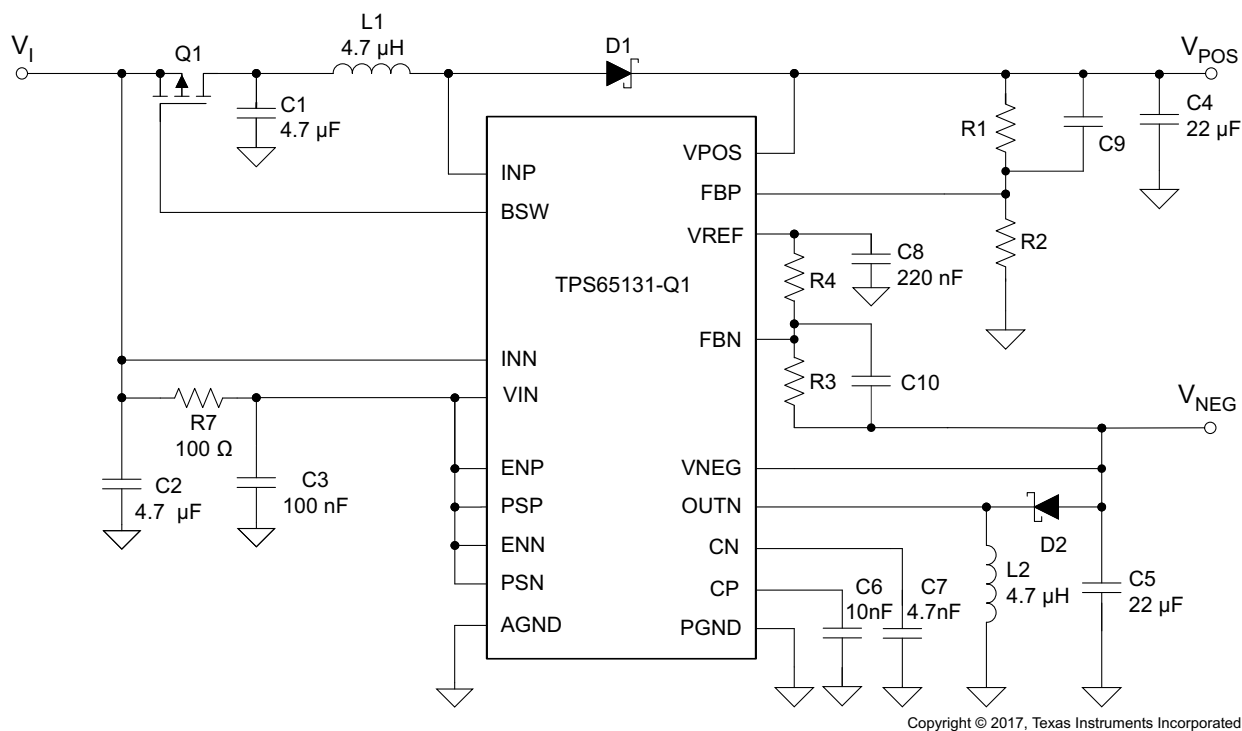 V_I
Q1
L1
4.7 µH
D1
V_POS
C1
4.7 µF
R1
C9
C4
22 µF
R2
INP
BSW
INN
VIN
ENP
PSP
ENN
PSN
AGND
TPS65131-Q1
VPOS
FBP
VREF
FBN
VNEG
OUTN
CN
CP
PGND
R4
C8
220 nF
R3
C10
V_NEG
R7
100 Ω
C2
4.7 µF
C3
100 nF
D2
L2
4.7 µH
C5
22 µF
C6
10nF
C7
4.7nF
Copyright © 2017, Texas Instruments Incorporated